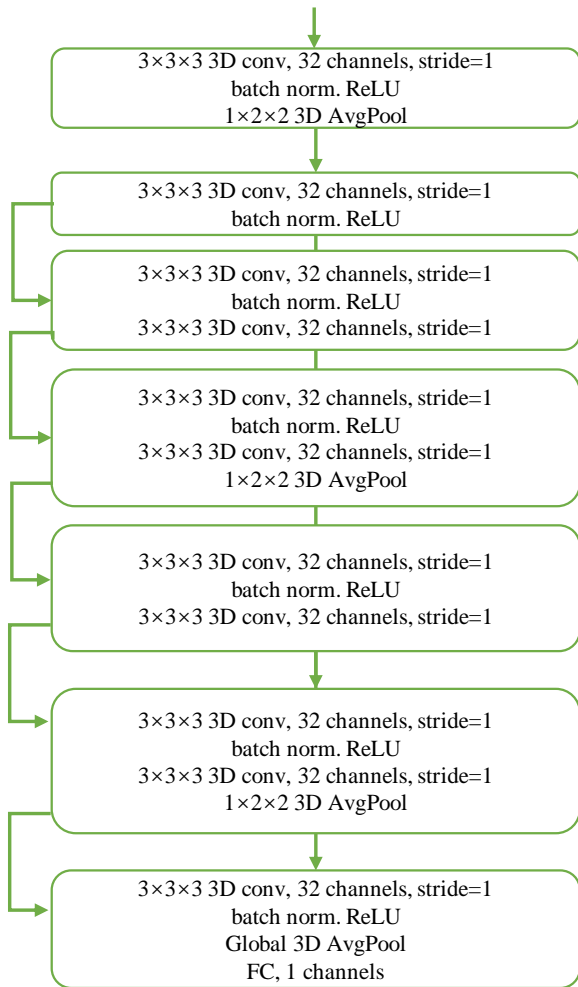 3×3×3 3D conv, 32 channels, stride=1
batch norm. ReLU
1×2×2 3D AvgPool
3×3×3 3D conv, 32 channels, stride=1
batch norm. ReLU
3×3×3 3D conv, 32 channels, stride=1
batch norm. ReLU
3×3×3 3D conv, 32 channels, stride=1
3×3×3 3D conv, 32 channels, stride=1
batch norm. ReLU
3×3×3 3D conv, 32 channels, stride=1
1×2×2 3D AvgPool
3×3×3 3D conv, 32 channels, stride=1
batch norm. ReLU
3×3×3 3D conv, 32 channels, stride=1
3×3×3 3D conv, 32 channels, stride=1
batch norm. ReLU
3×3×3 3D conv, 32 channels, stride=1
1×2×2 3D AvgPool
3×3×3 3D conv, 32 channels, stride=1
batch norm. ReLU
Global 3D AvgPool
FC, 1 channels